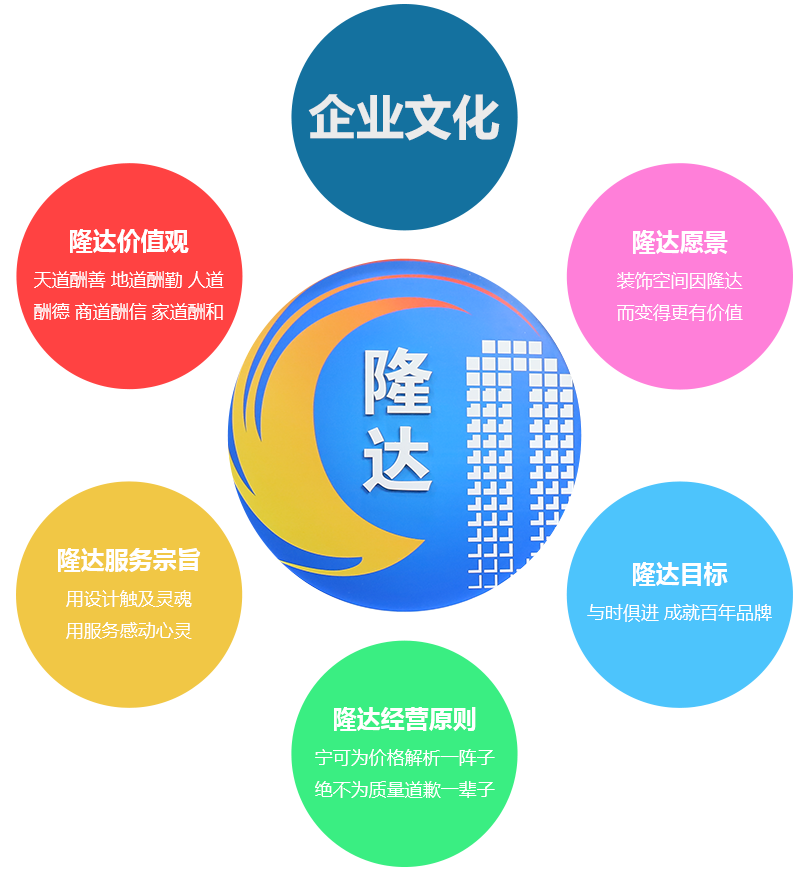 企业文化
隆达价值观
天道酬善 地道酬勤 人道
酬德 商道酬信 家道酬和
隆达愿景
装饰空间因隆达
而变得更有价值
隆
达
隆达服务宗旨
用设计触及灵魂
用服务感动心灵
隆达目标
与时俱进 成就百年品牌
隆达经营原则
宁可为价格解析一阵子
绝不为质量道歉一辈子